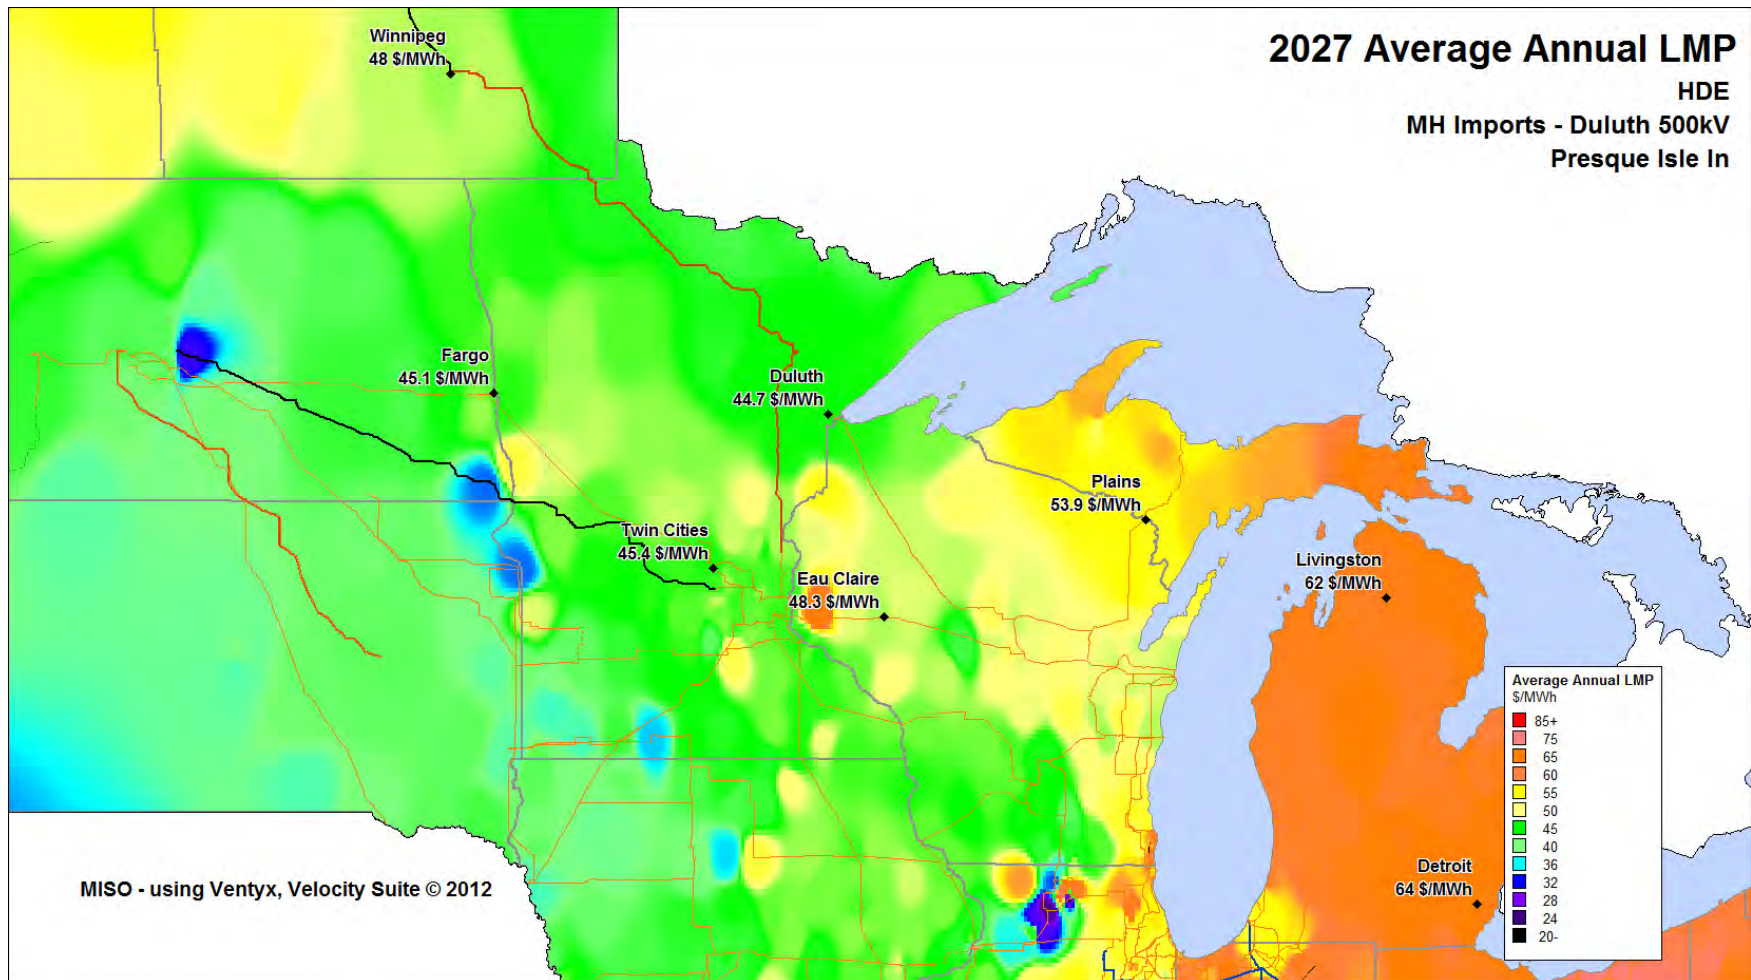 2027 Average Annual LMP
HDE
MH Imports - Duluth 500kV
Presque Isle In
Winnipeg
48 $/MWh
Fargo
45.1 $/MWh
Duluth
44.7 $/MWh
Plains
53.9 $/MWh
Twin Cities
45.4 $/MWh
Eau Claire
48.3 $/MWh
Livingston
62 $/MWh
Detroit
64 $/MWh
Average Annual LMP
$/MWh
85+
75
65
60
55
50
45
40
36
32
28
24
20-
MISO - using Ventyx, Velocity Suite © 2012